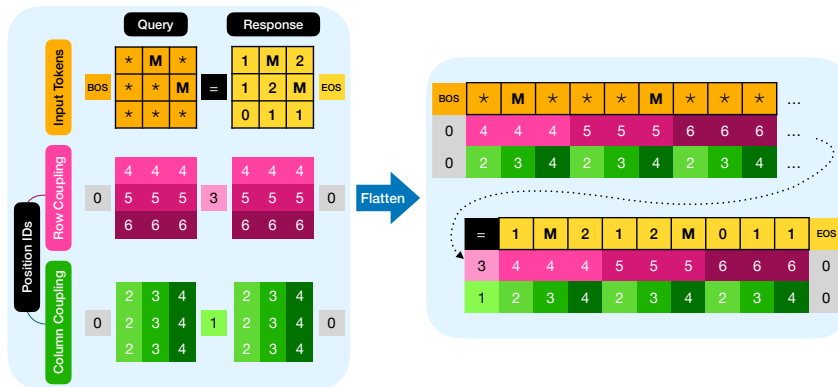 Query Response
Input Tokens
* M *
* * M
* * *
BOS
=
1 M 2
1 2 M
0 1 1
EOS
Position IDs
Row Coupling
0
4 4 4
5 5 5
6 6 6
3
4 4 4
5 5 5
6 6 6
0
Column Coupling
0
2 3 4
2 3 4
2 3 4
1
2 3 4
2 3 4
2 3 4
0
Flatten
BOS * M * * * M * * * ...
0 4 4 4 5 5 5 6 6 6 ...
0 2 3 4 2 3 4 2 3 4 ...
= 1 M 2 1 2 M 0 1 1 EOS
3 4 4 4 5 5 5 6 6 6 0
1 2 3 4 2 3 4 2 3 4 0